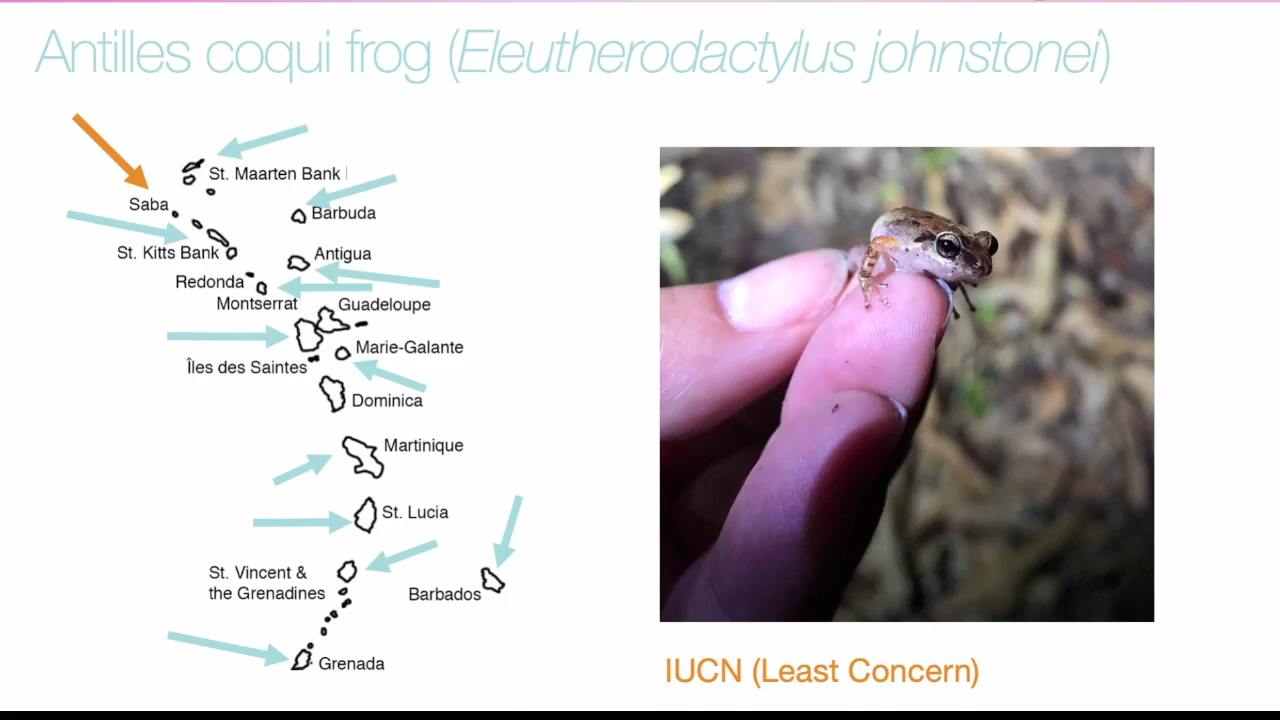 Antilles coqui frog (Eleutherodactylus johnstonei)
St. Maarten Bank
Saba
Barbuda
St. Kitts Bank
Antigua
Redonda
Montserrat
Guadeloupe
Marie-Galante
Îles des Saintes
Dominica
Martinique
St. Lucia
St. Vincent &
the Grenadines
Barbados
Grenada
IUCN (Least Concern)